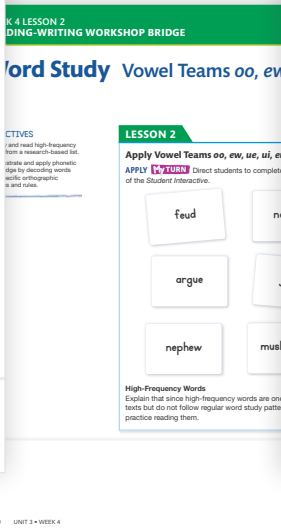 K 4 LESSON 2
DING-WRITING WORKSHOP BRIDGE
ord Study Vowel Teams oo, ew
CTIVES
y and read high-frequency
from a research-based list.
strate and apply phonetic
dge by decoding words
pecific orthographic
s and rules.
LESSON 2
Apply Vowel Teams oo, ew, ue, ui, e
APPLY My TURN Direct students to complete
of the Student Interactive.
feud
argue
nephew
mush
High-Frequency Words
Explain that since high-frequency words are one
texts but do not follow regular word study patte
practice reading them.
UNIT 3 • WEEK 4